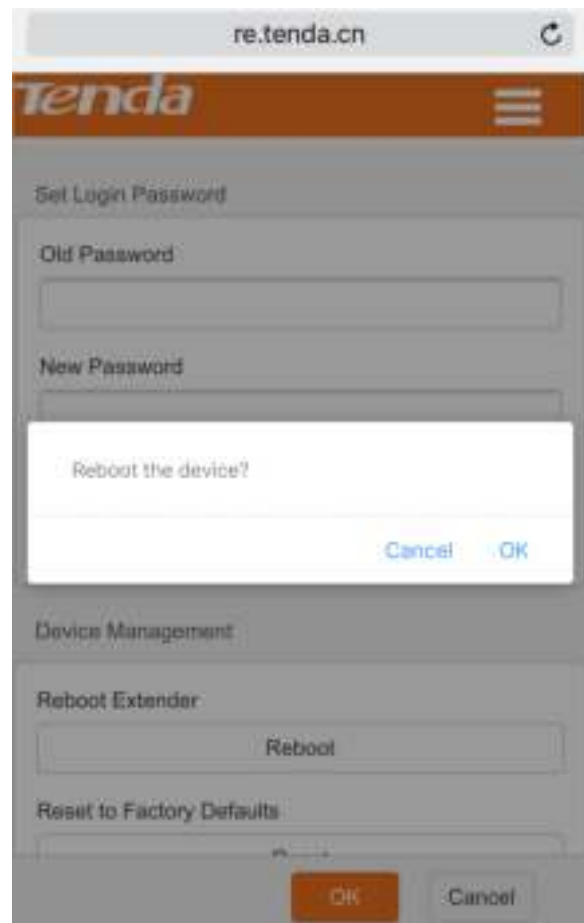 re.tenda.cn
Tenda
Set Login Password
Old Password
New Password
Reboot the device?
Cancel OK
Device Management
Reboot Extender
Reboot
Reset to Factory Defaults
OK Cancel